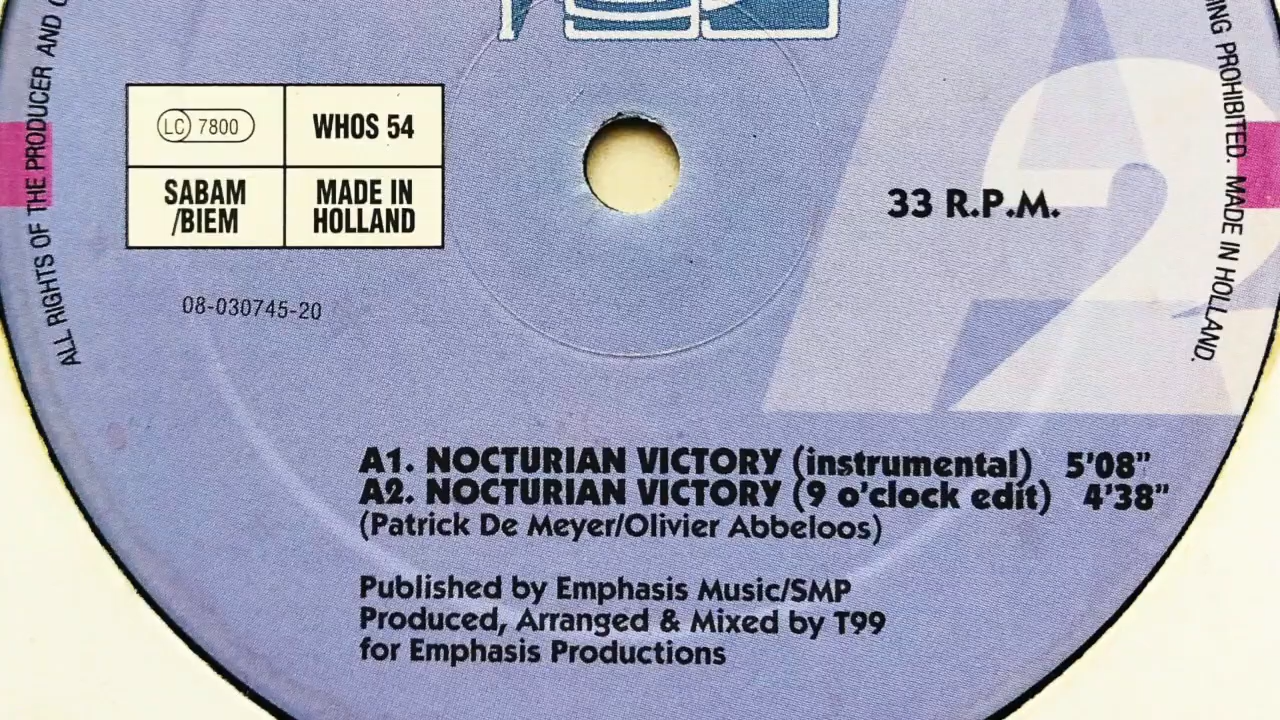 ALL RIGHTS OF THE PRODUCER AND
LC 7800
WHOS 54
SABAM
/BIEM
MADE IN
HOLLAND
08-030745-20
33 R.P.M.
A2
PROHIBITED. MADE IN HOLLAND.
A1. NOCTURIAN VICTORY (instrumental) 5'08"
A2. NOCTURIAN VICTORY (9 o'clock edit) 4'38"
(Patrick De Meyer/Olivier Abbeloos)
Published by Emphasis Music/SMP
Produced, Arranged & Mixed by T99
for Emphasis Productions